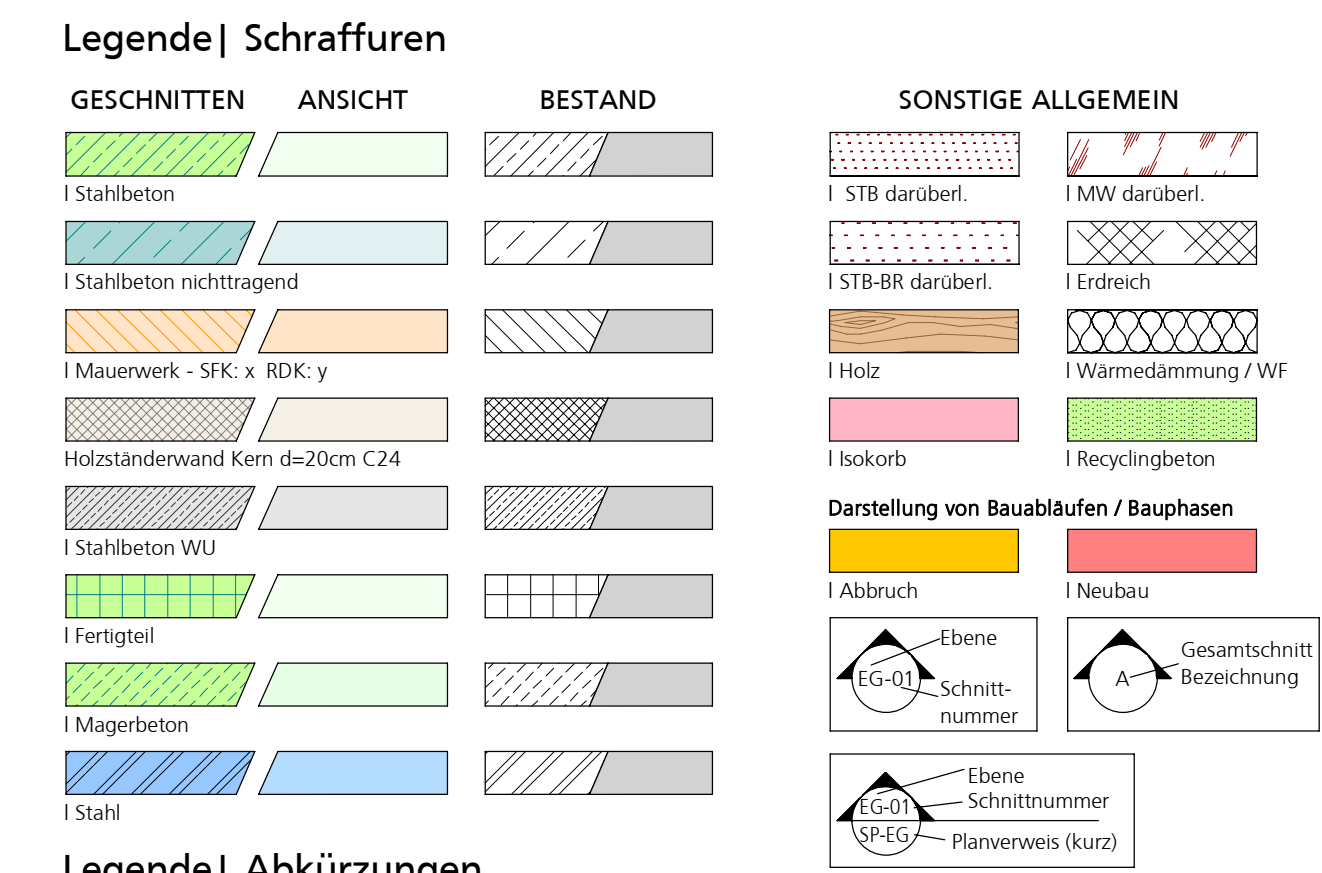 Legende| Schraffuren
GESCHNITTEN ANSICHT BESTAND
l Stahlbeton
l Stahlbeton nichttragend
l Mauerwerk - SFK: x RDK: y
Holzständerwand Kern d=20cm C24
l Stahlbeton WU
l Fertigteil
l Magerbeton
l Stahl
SONSTIGE ALLGEMEIN
l STB darüberl. l MW darüberl.
l STB-BR darüberl. l Erdreich
l Holz l Wärmedämmung / WF
l Isokorb l Recyclingbeton
Darstellung von Bauabläufen / Bauphasen
l Abbruch l Neubau
Ebene
EG-01
Schnitt-
nummer
A
Gesamtschnitt
Bezeichnung
Ebene
EG-01 Schnittnummer
SP-EG Planverweis (kurz)
Legende| Abkürzungen